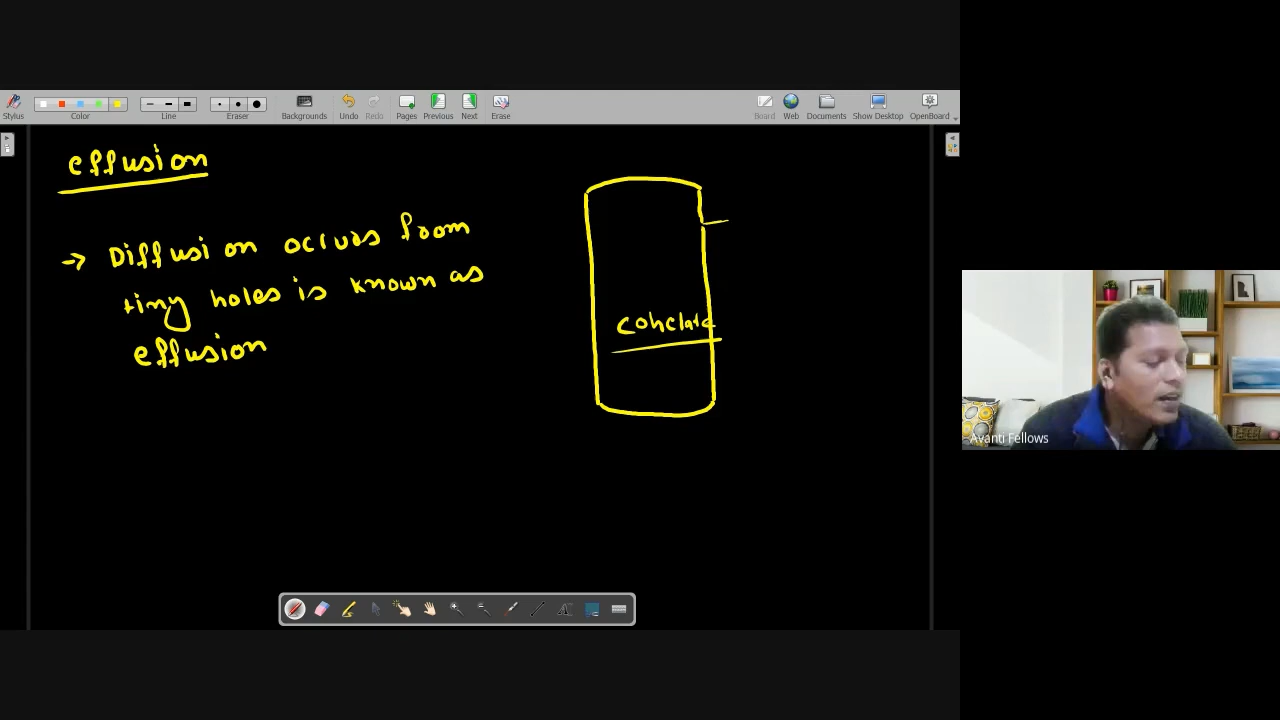 Stylus
Color
Line
Eraser
Backgrounds
Undo
Redo
Pages
Previous
Next
Erase
Board
Web
Documents
Show Desktop
OpenBoard
effusion
→ Diffusion occurs from
tiny holes is known as
effusion
Avanti Fellows